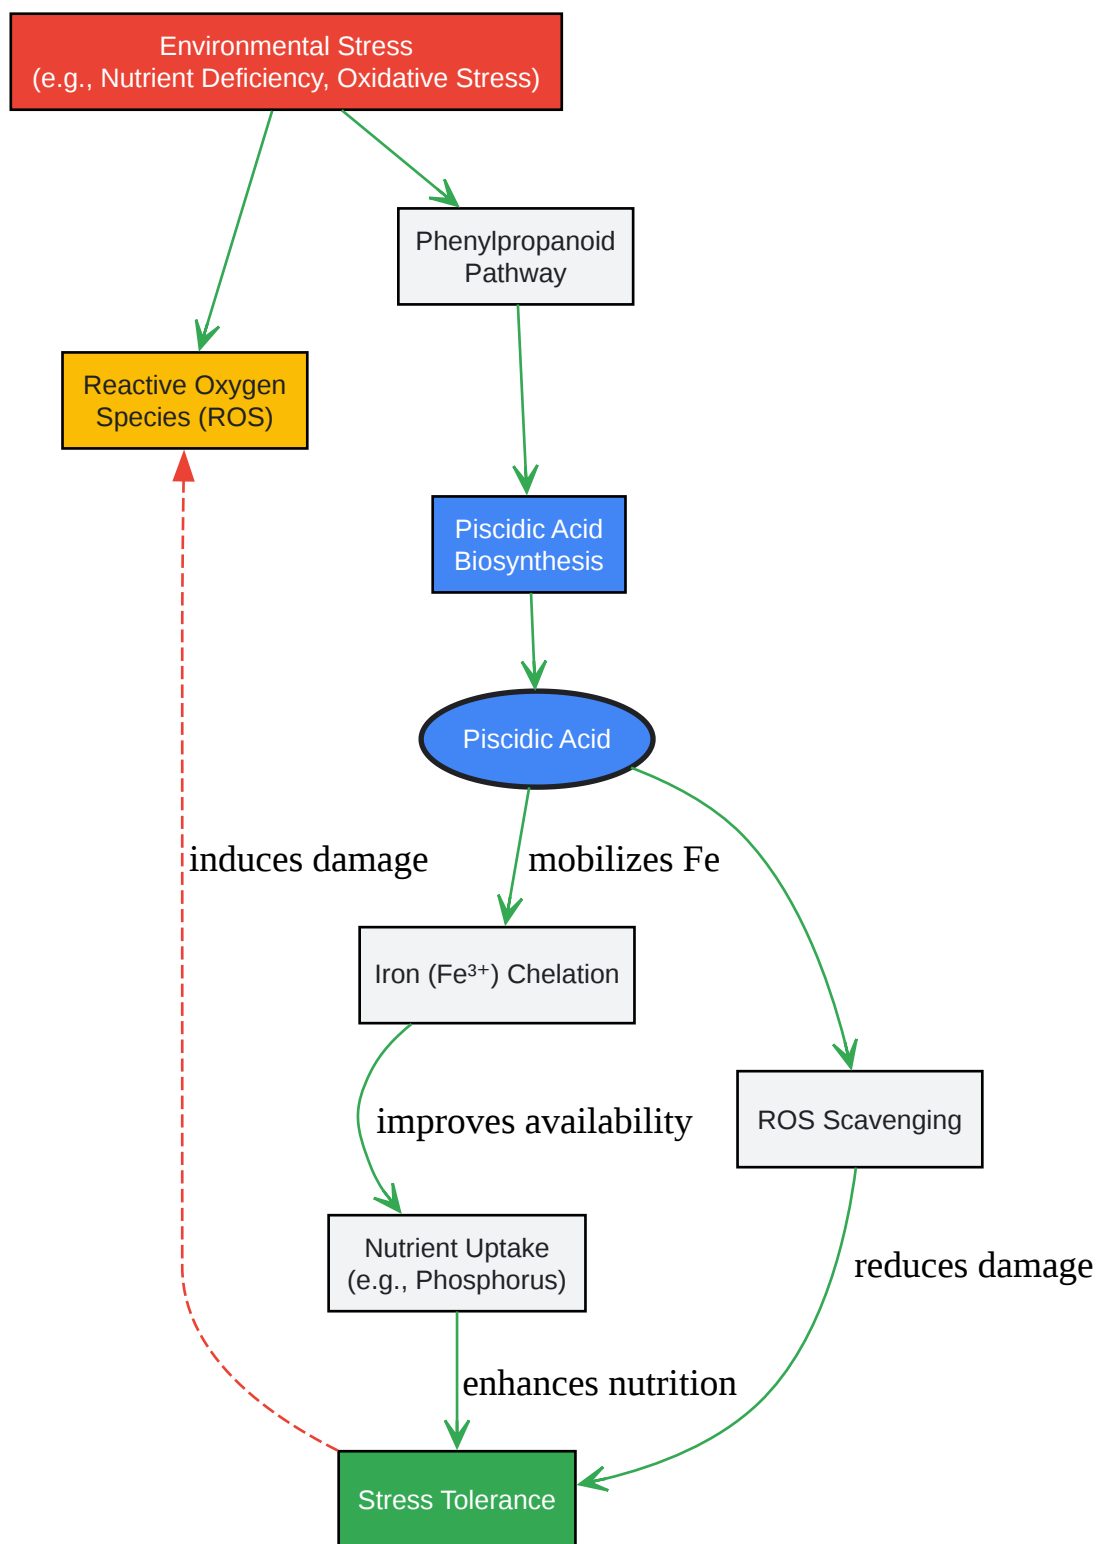 Environmental Stress
(e.g., Nutrient Deficiency, Oxidative Stress)
Phenylpropanoid
Pathway
Reactive Oxygen
Species (ROS)
Piscidic Acid
Biosynthesis
Piscidic Acid
induces damage
mobilizes Fe
Iron (Fe³⁺) Chelation
improves availability
ROS Scavenging
Nutrient Uptake
(e.g., Phosphorus)
reduces damage
enhances nutrition
Stress Tolerance